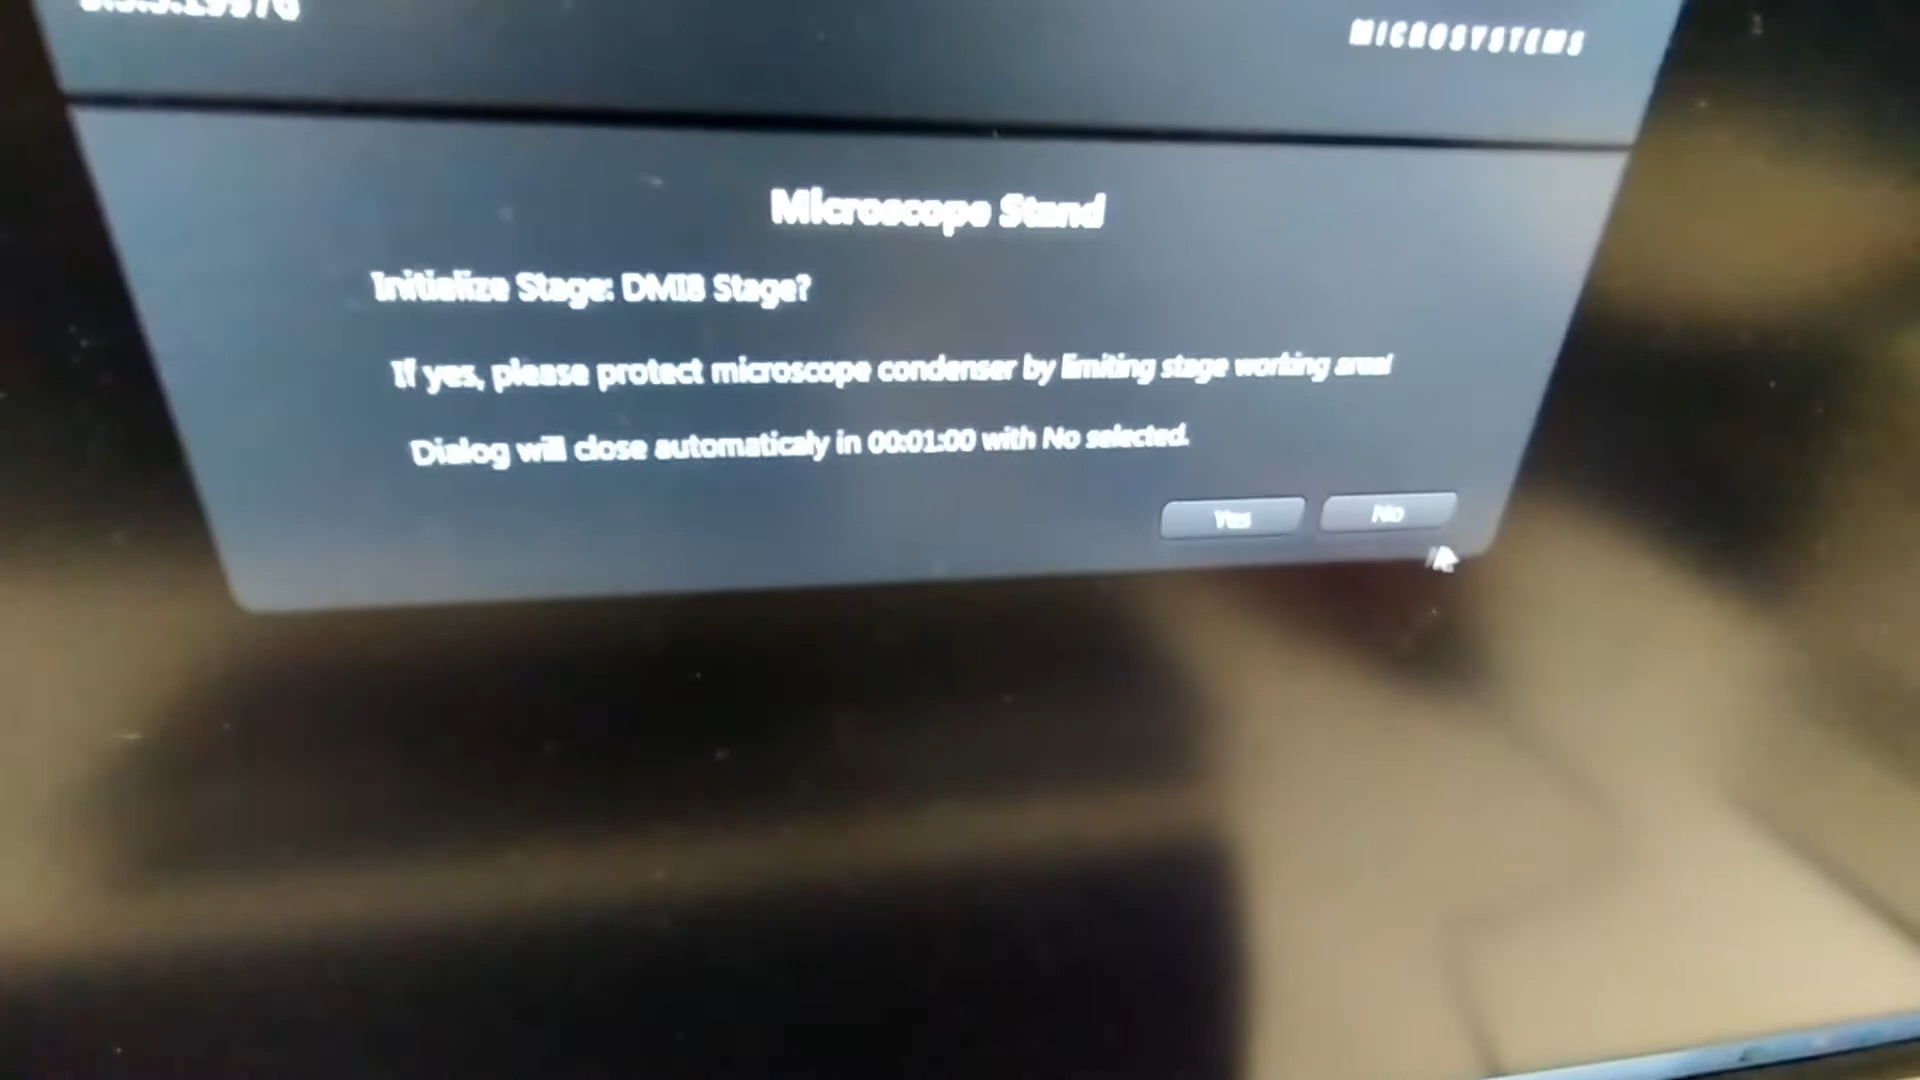 MICROSYSTEMS
Microscope Stand
Initialize Stage: DMI8 Stage?
If yes, please protect microscope condenser by limiting stage working area!
Dialog will close automaticaly in 00:01:00 with No selected.
Yes No